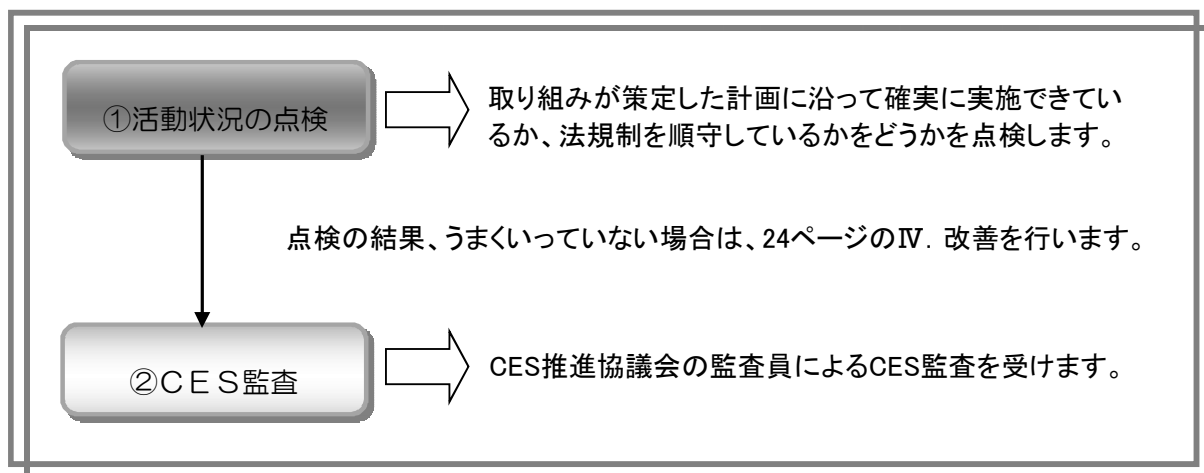 ①活動状況の点検
取り組みが策定した計画に沿って確実に実施できてい
るか、法規制を順守しているかをどうかを点検します。
点検の結果、うまくいっていない場合は、24ページのⅣ．改善を行います。
②ＣＥＳ監査
CES推進協議会の監査員によるCES監査を受けます。